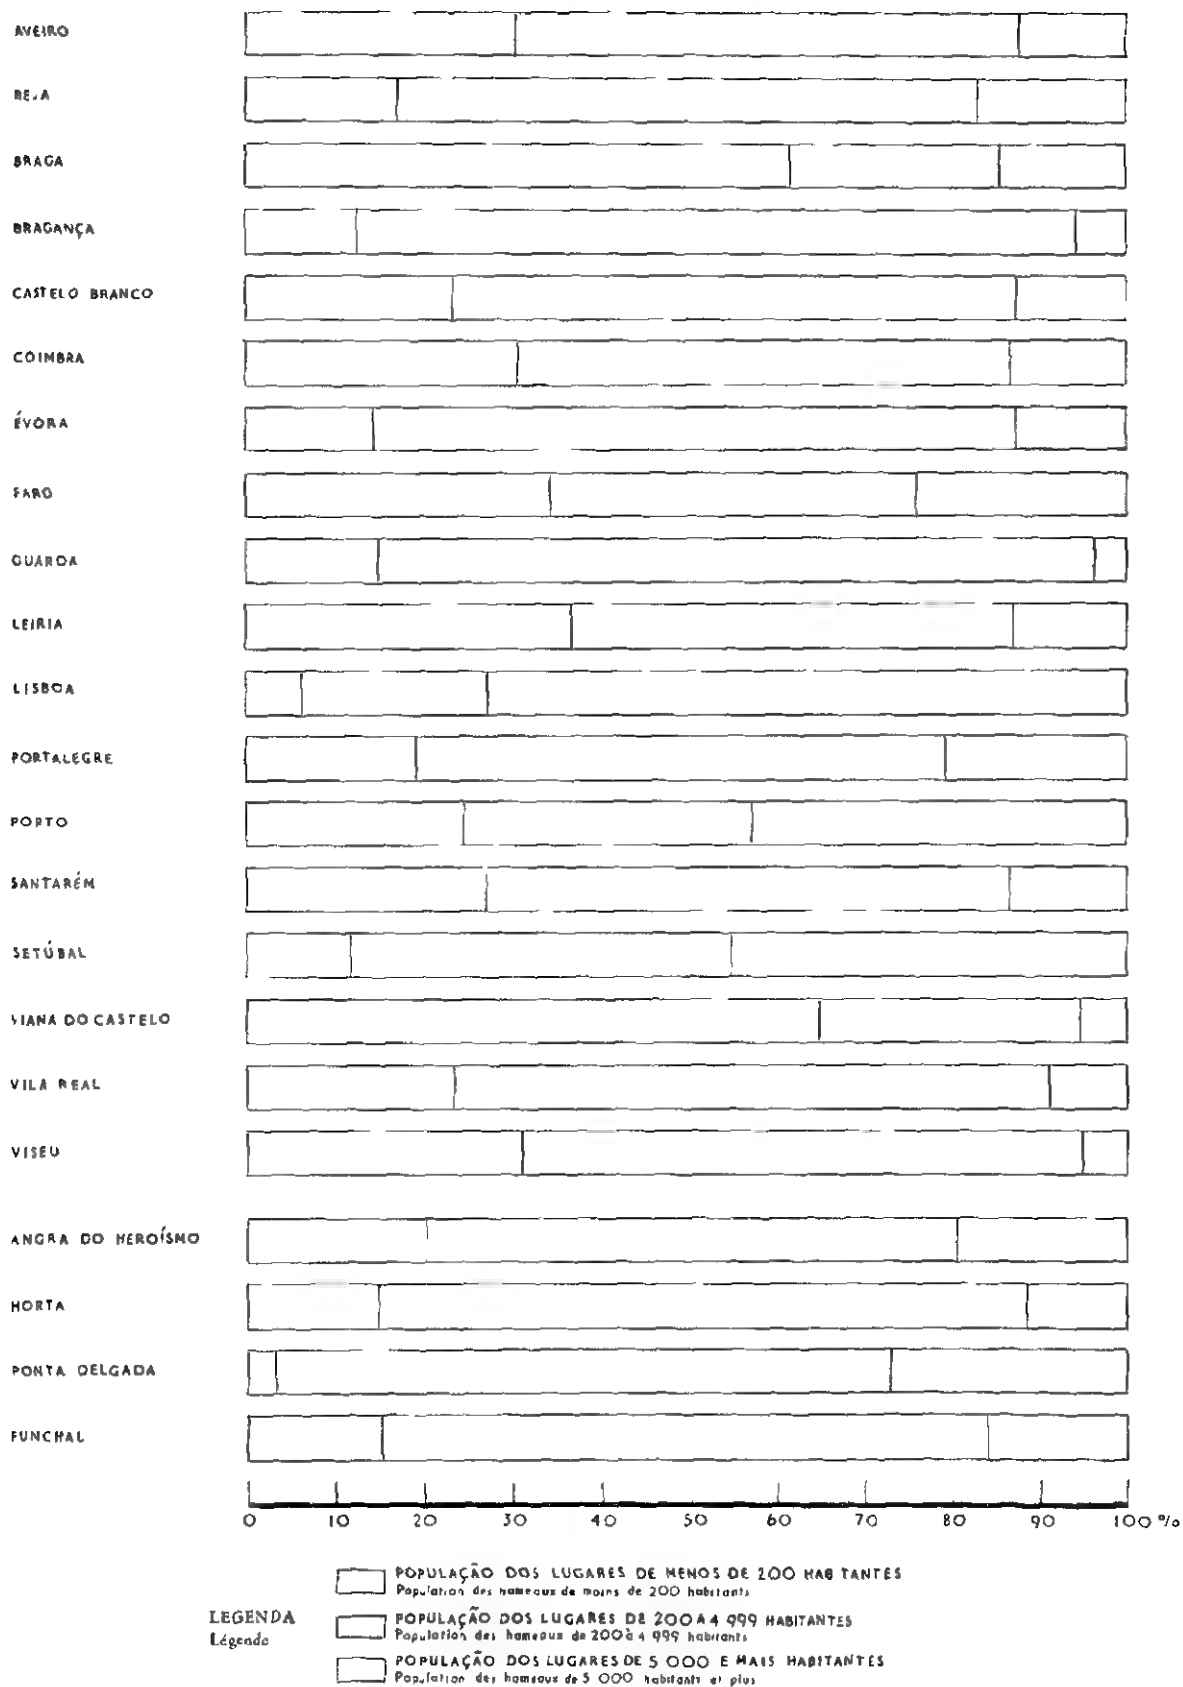 AVEIRO
BEJA
BRAGA
BRAGANÇA
CASTELO BRANCO
COIMBRA
ÉVORA
FARO
GUARDA
LEIRIA
LISBOA
PORTALEGRE
PORTO
SANTARÉM
SETÚBAL
VIANA DO CASTELO
VILA REAL
VISEU
ANGRA DO HEROÍSMO
HORTA
PONTA DELGADA
FUNCHAL
0 10 20 30 40 50 60 70 80 90 100 %
LEGENDA
Légende
POPULAÇÃO DOS LUGARES DE MENOS DE 200 HAB TANTES
Population des hameaux de moins de 200 habitants
POPULAÇÃO DOS LUGARES DE 200 A 4 999 HABITANTES
Population des hameaux de 200 à 4 999 habitants
POPULAÇÃO DOS LUGARES DE 5 000 E MAIS HABITANTES
Population des hameaux de 5 000 habitants et plus